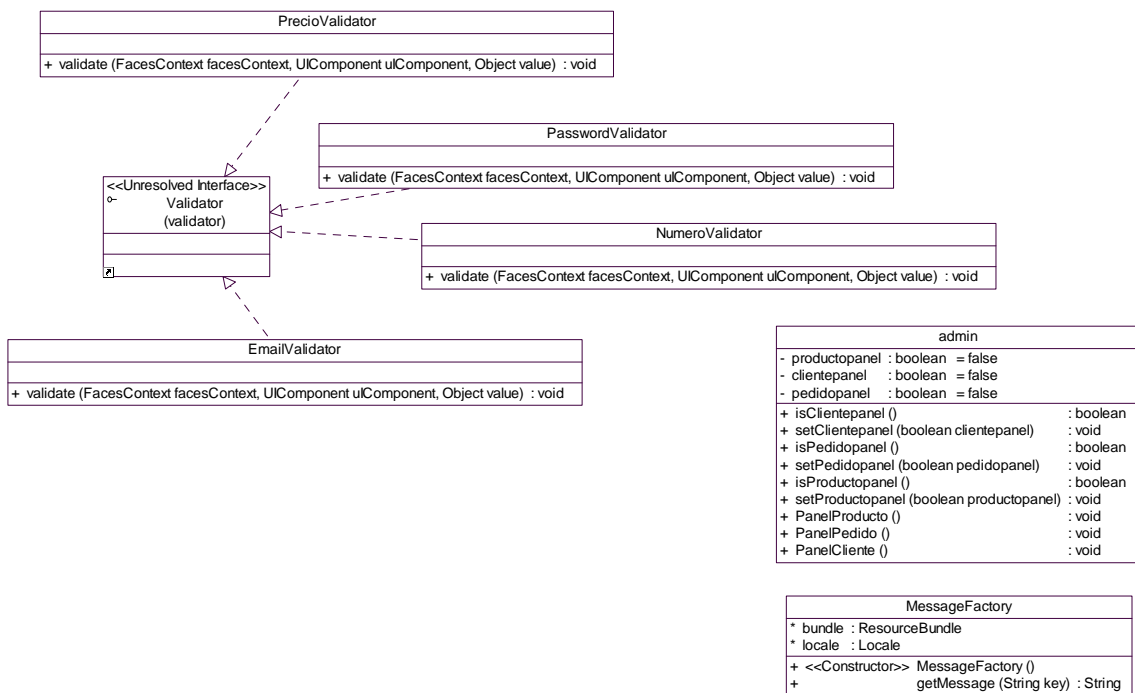 PrecioValidator
+ validate (FacesContext facesContext, UIComponent uIComponent, Object value) : void
PasswordValidator
+ validate (FacesContext facesContext, UIComponent uIComponent, Object value) : void
<<Unresolved Interface>>
Validator
(validator)
NumeroValidator
+ validate (FacesContext facesContext, UIComponent uIComponent, Object value) : void
EmailValidator
+ validate (FacesContext facesContext, UIComponent uIComponent, Object value) : void
admin
- productopanel : boolean = false
- clientepanel : boolean = false
- pedidopanel : boolean = false
+ isClientepanel () : boolean
+ setClientepanel (boolean clientepanel) : void
+ isPedidopanel () : boolean
+ setPedidopanel (boolean pedidopanel) : void
+ isProductopanel () : boolean
+ setProductopanel (boolean productopanel) : void
+ PanelProducto () : void
+ PanelPedido () : void
+ PanelCliente () : void
MessageFactory
* bundle : ResourceBundle
* locale : Locale
+ <<Constructor>> MessageFactory ()
+ getMessage (String key) : String